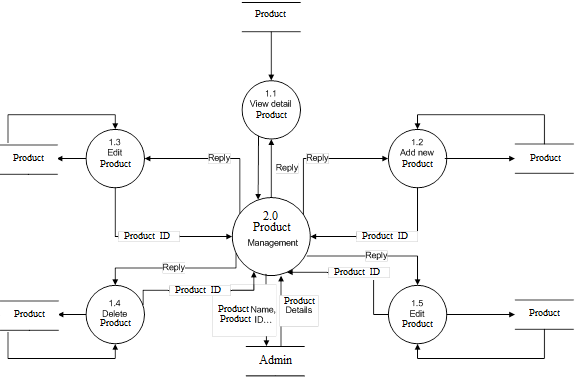 Product
1.1
View detail
Product
1.3
Edit
Product
1.2
Add new
Product
Product
Product
Reply
Reply
Reply
2.0
Product
Management
Product ID
Product ID
Reply
Reply
Product ID
Product ID
1.4
Delete
Product
1.5
Edit
Product
Product
Product
Product Name,
Product ID...
Product
Details
Admin